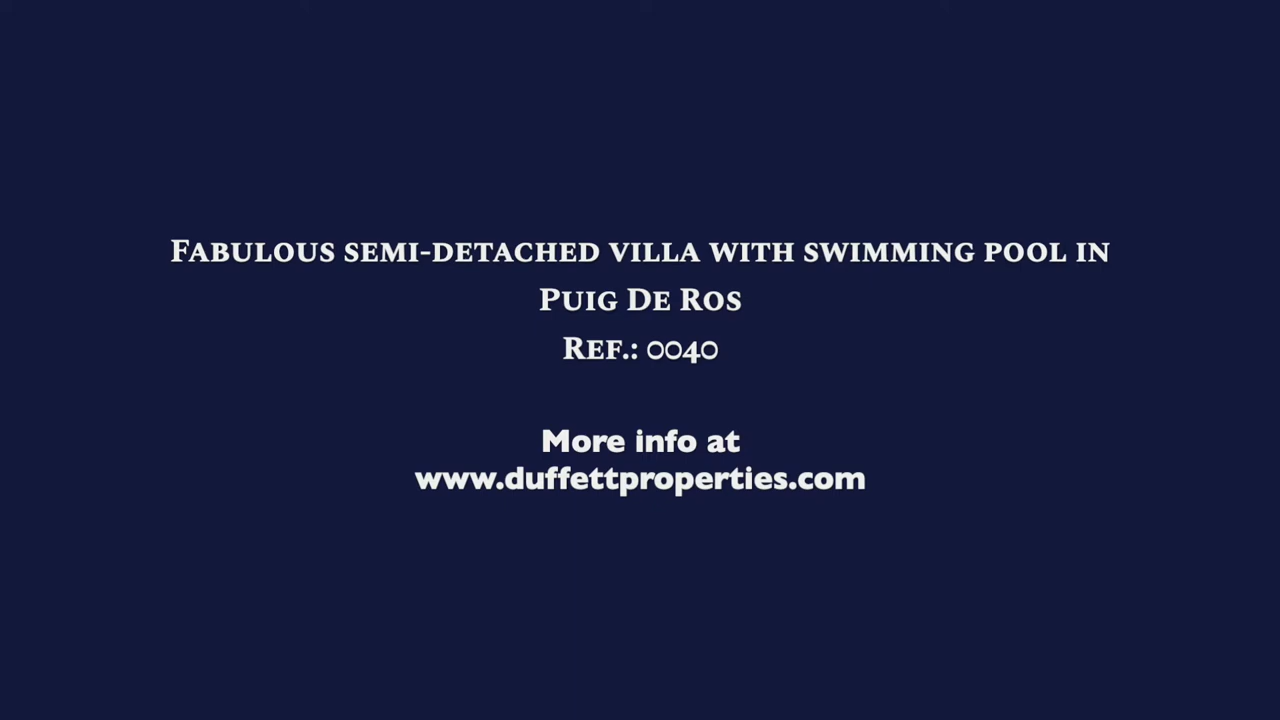 Fabulous semi-detached villa with swimming pool in
Puig De Ros
Ref.: 0040
More info at
www.duffettproperties.com